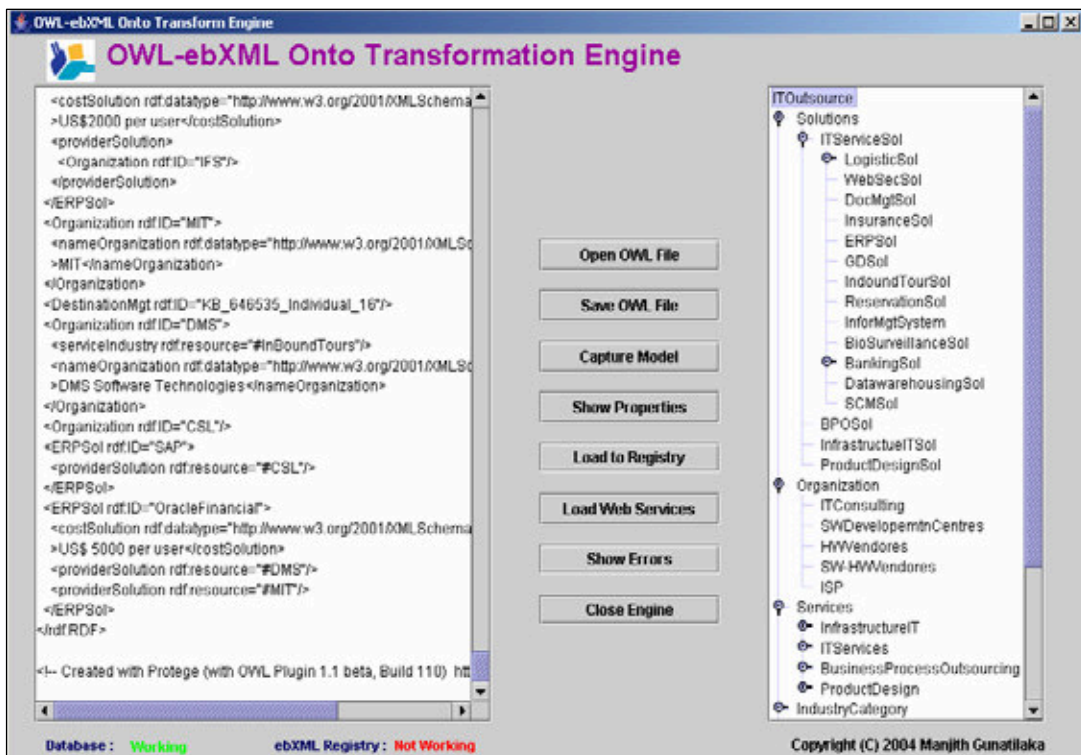 OWL-ebXML Onto Transform Engine
OWL-ebXML Onto Transformation Engine
<costSolution rdf:datatype="http://www.w3.org/2001/XMLSchema
>US$2000 per user</costSolution>
<providerSolution>
<Organization rdf:ID="IFS"/>
</providerSolution>
</ERPSol>
<Organization rdf:ID="MIT">
<nameOrganization rdf:datatype="http://www.w3.org/2001/XMLSc
>MIT</nameOrganization>
</Organization>
<DestinationMgt rdf:ID="KB_646535_Individual_16"/>
<Organization rdf:ID="DMS">
<serviceIndustry rdf:resource="#InBoundTours"/>
<nameOrganization rdf:datatype="http://www.w3.org/2001/XMLSc
>DMS Software Technologies</nameOrganization>
</Organization>
<Organization rdf:ID="CSL"/>
<ERPSol rdf:ID="SAP">
<providerSolution rdf:resource="#CSL"/>
</ERPSol>
<ERPSol rdf:ID="OracleFinancial">
<costSolution rdf:datatype="http://www.w3.org/2001/XMLSchema
>US$ 5000 per user</costSolution>
<providerSolution rdf:resource="#DMS"/>
<providerSolution rdf:resource="#MIT"/>
</ERPSol>
</rdf:RDF>
<!-- Created with Protege (with OWL Plugin 1.1 beta, Build 110) htt
Open OWL File
Save OWL File
Capture Model
Show Properties
Load to Registry
Load Web Services
Show Errors
Close Engine
ITOutsource
Solutions
ITServiceSol
LogisticSol
WebSecSol
DocMgtSol
InsuranceSol
ERPSol
GDSol
IndoundTourSol
ReservationSol
InforMgtSystem
BioSurveillanceSol
BankingSol
DatawarehousingSol
SCMSol
BPOSol
InfrastructueITSol
ProductDesignSol
Organization
ITConsulting
SWDevelopemtnCentres
HWVendores
SW-HWVendores
ISP
Services
InfrastructureIT
ITServices
BusinessProcessOutsourcing
ProductDesign
IndustryCategory
Database : Working
ebXML Registry : Not Working
Copyright (C) 2004 Manjith Gunatilaka